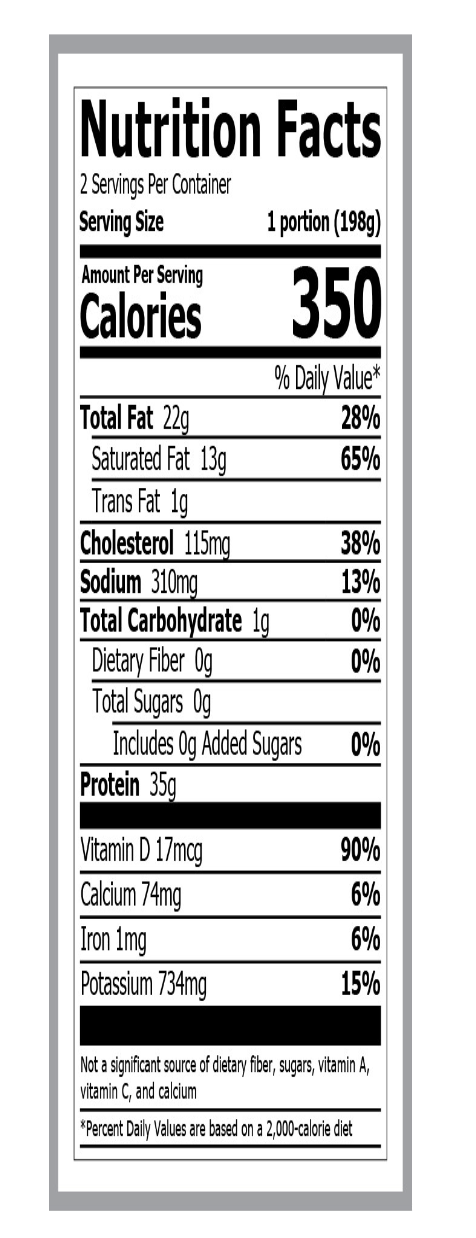 Nutrition Facts
2 Servings Per Container
Serving Size 1 portion (198g)
Amount Per Serving
Calories 350
% Daily Value*
Total Fat 22g 28%
Saturated Fat 13g 65%
Trans Fat 1g
Cholesterol 115mg 38%
Sodium 310mg 13%
Total Carbohydrate 1g 0%
Dietary Fiber 0g 0%
Total Sugars 0g
Includes 0g Added Sugars 0%
Protein 35g
Vitamin D 17mcg 90%
Calcium 74mg 6%
Iron 1mg 6%
Potassium 734mg 15%
Not a significant source of dietary fiber, sugars, vitamin A,
vitamin C, and calcium
*Percent Daily Values are based on a 2,000-calorie diet